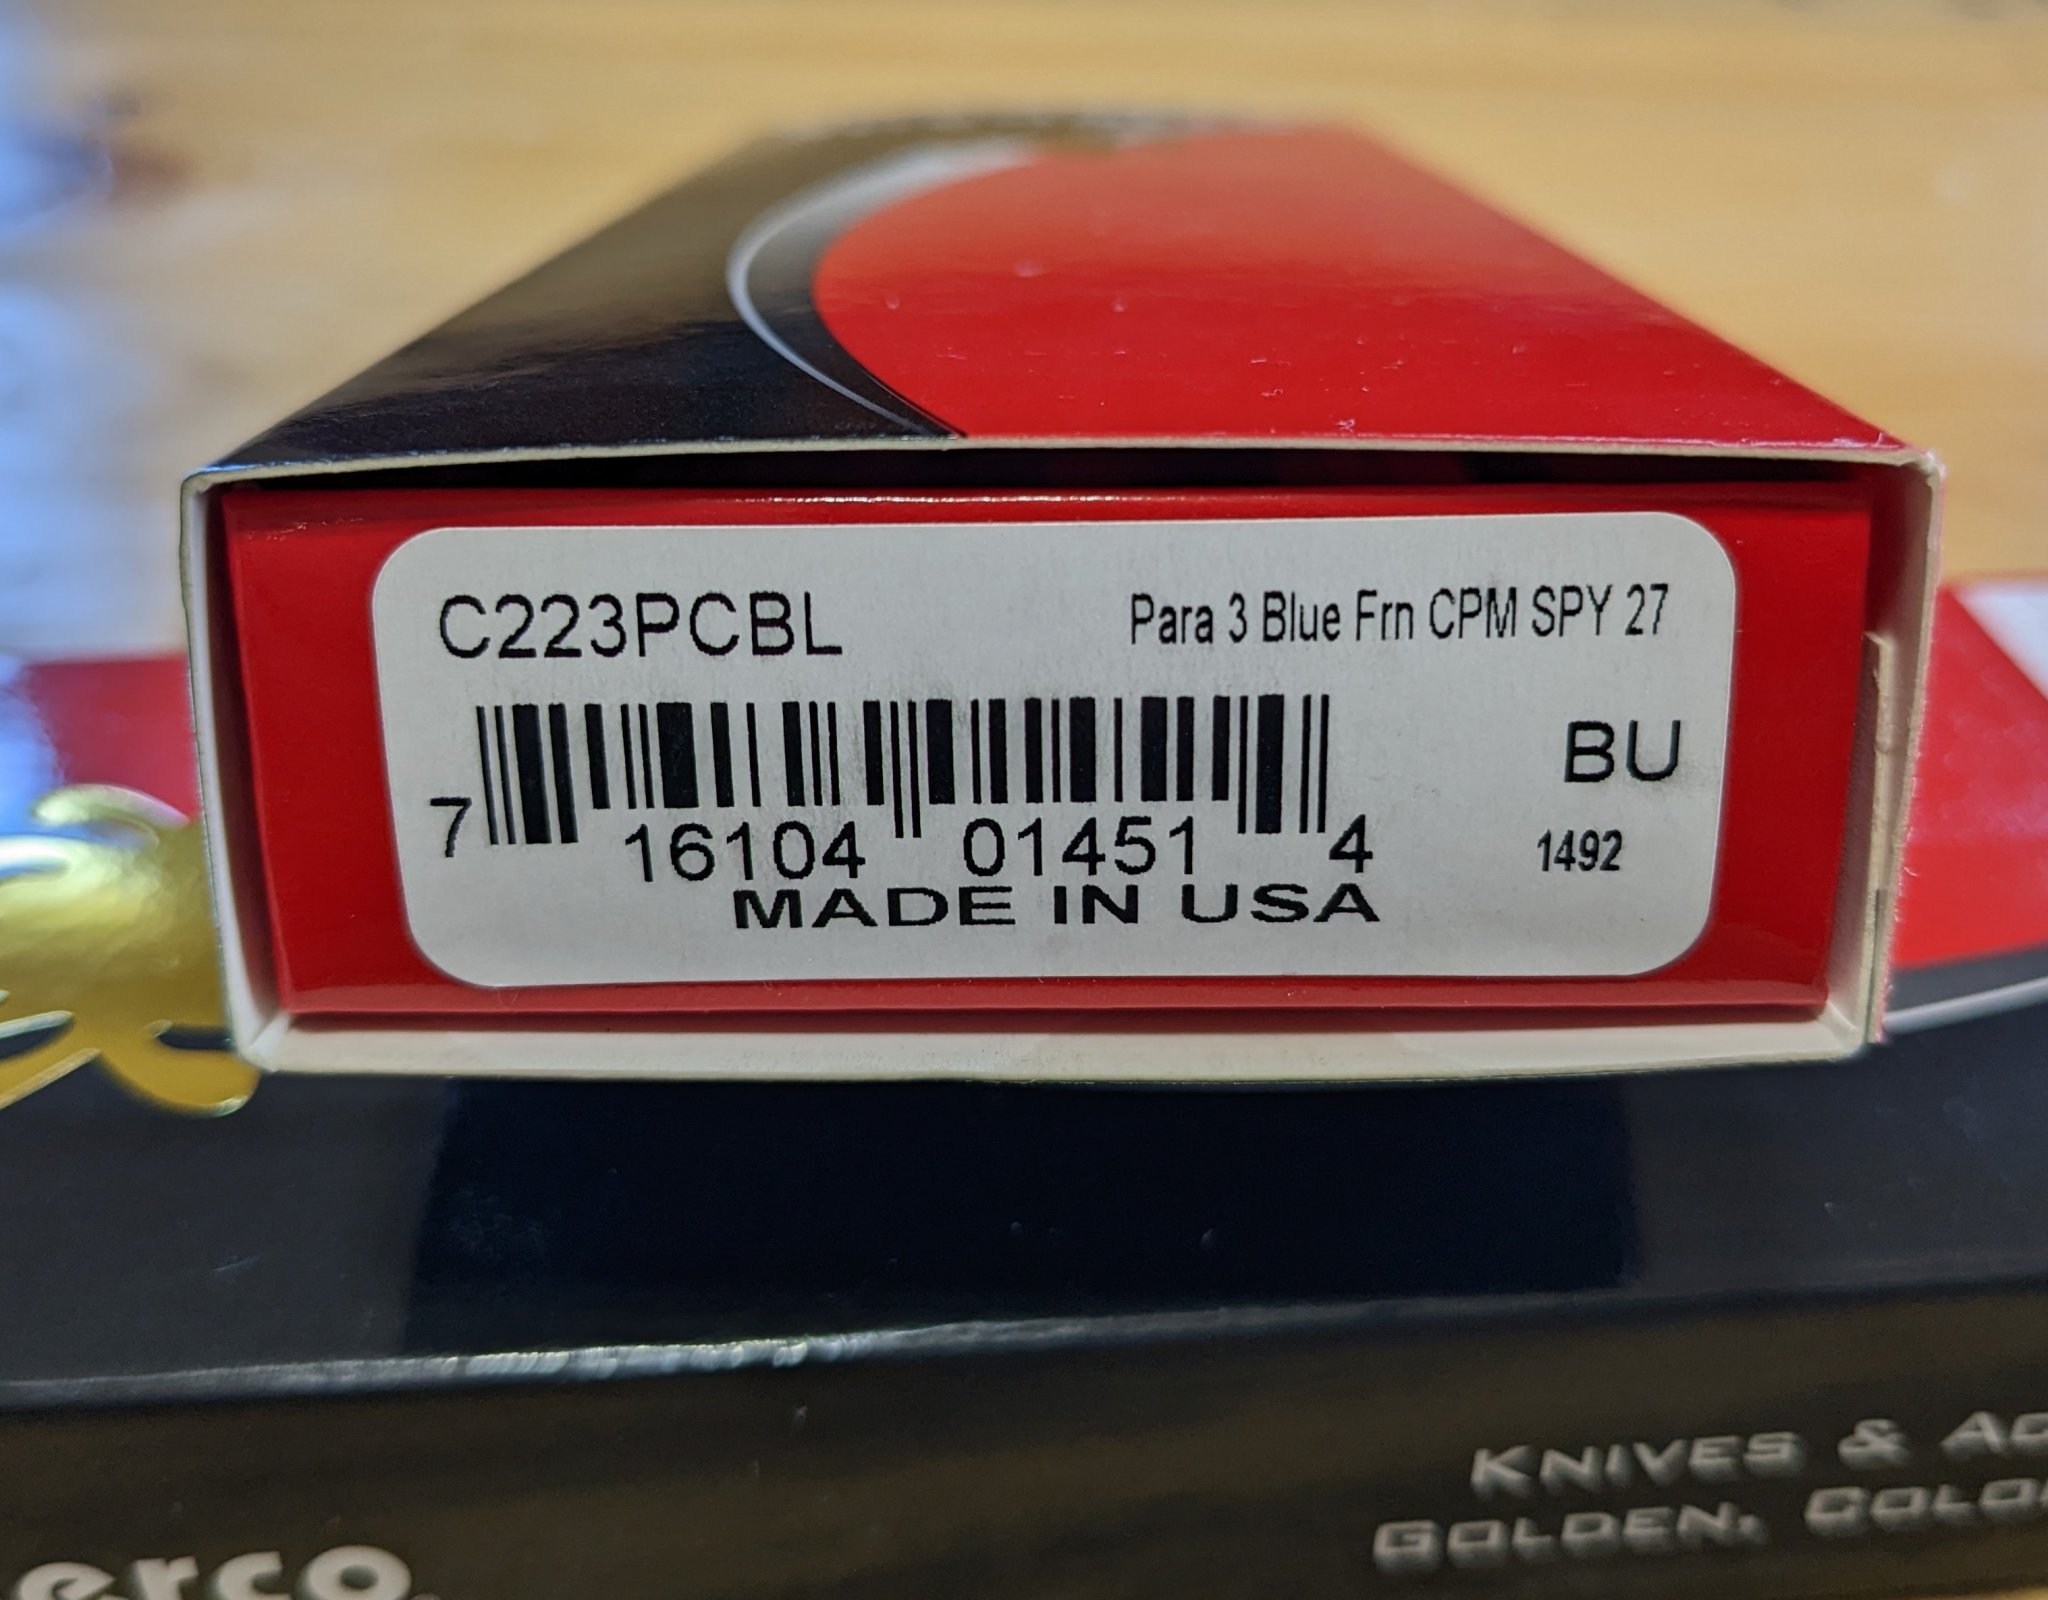 C223PCBL
Para 3 Blue Frn CPM SPY 27
BU
7 16104 01451 4
1492
MADE IN USA
KNIVES & AC
GOLDEN, COLO
erco.